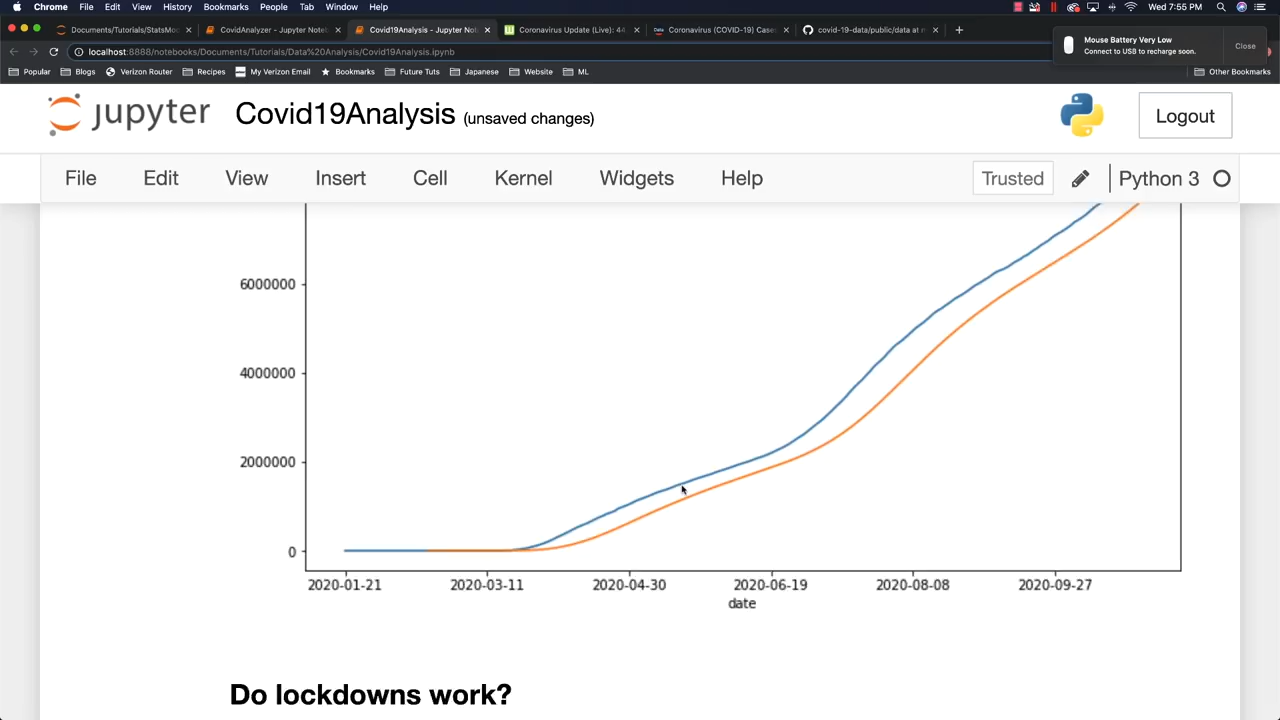 Chrome File Edit View History Bookmarks People Tab Window Help Wed 7:55 PM
Documents/Tutorials/StatsMod CovidAnalyzer - Jupyter Notel Covid19Analysis - Jupyter No Coronavirus Update (Live): 44 Coronavirus (COVID-19) Case covid-19-data/public/data at n
localhost:8888/notebooks/Documents/Tutorials/Data%20Analysis/Covid19Analysis.ipynb
Mouse Battery Very Low
Connect to USB to recharge soon.
Close
Popular Blogs Verizon Router Recipes My Verizon Email Bookmarks Future Tuts Japanese Website ML Other Bookmarks
jupyter Covid19Analysis (unsaved changes) Logout
File Edit View Insert Cell Kernel Widgets Help Trusted Python 3
6000000
4000000
2000000
0
2020-01-21 2020-03-11 2020-04-30 2020-06-19 2020-08-08 2020-09-27
date
Do lockdowns work?